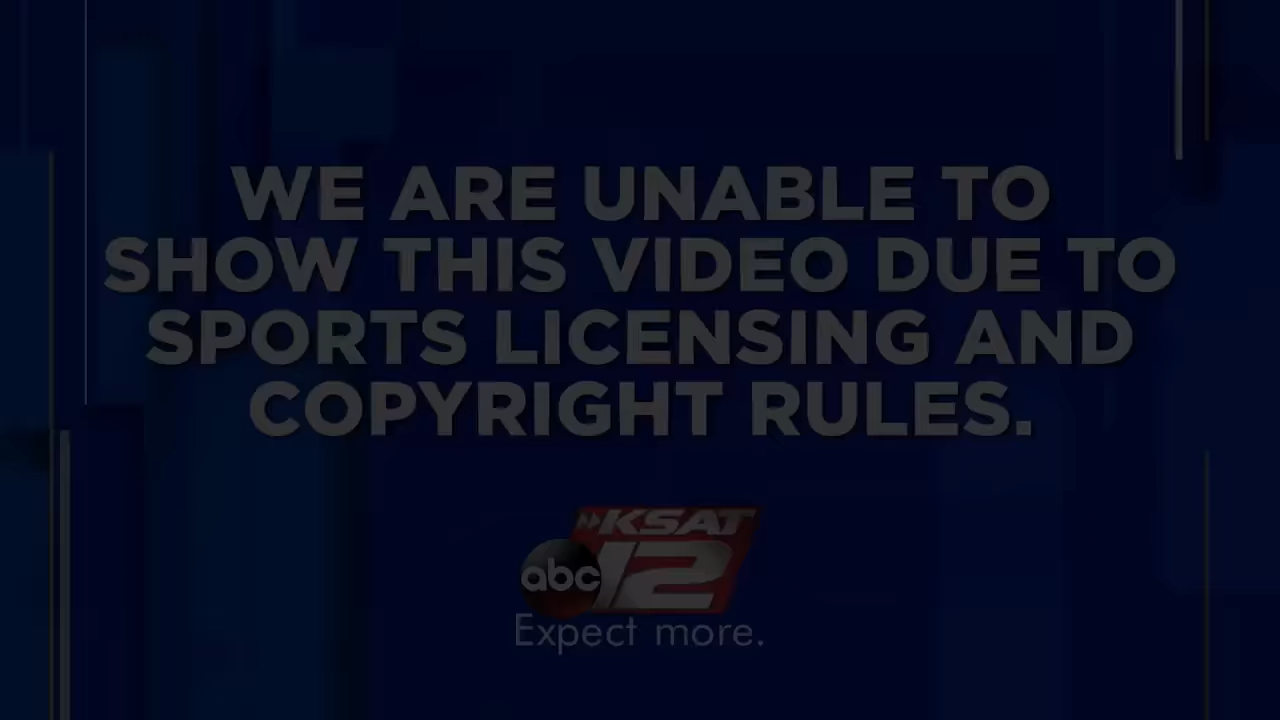 WE ARE UNABLE TO
SHOW THIS VIDEO DUE TO
SPORTS LICENSING AND
COPYRIGHT RULES.
KSAT
abc 12
Expect more.